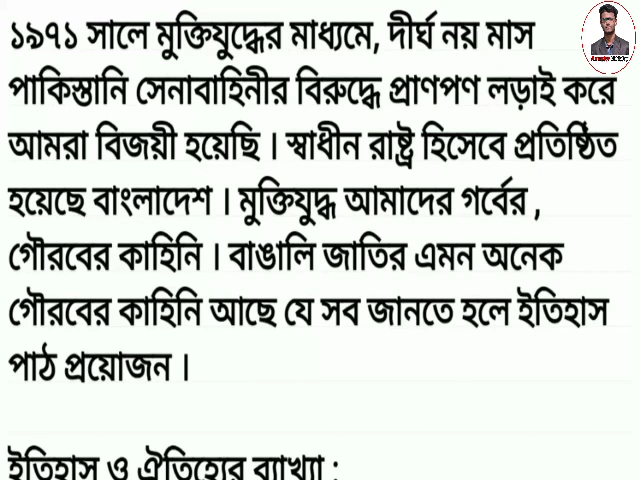 ১৯৭১ সালে মুক্তিযুদ্ধের মাধ্যমে, দীর্ঘ নয় মাস
পাকিস্তানি সেনাবাহিনীর বিরুদ্ধে প্রাণপণ লড়াই করে
আমরা বিজয়ী হয়েছি । স্বাধীন রাষ্ট্র হিসেবে প্রতিষ্ঠিত
হয়েছে বাংলাদেশ । মুক্তিযুদ্ধ আমাদের গর্বের ,
গৌরবের কাহিনি । বাঙালি জাতির এমন অনেক
গৌরবের কাহিনি আছে যে সব জানতে হলে ইতিহাস
পাঠ প্রয়োজন ।
ইতিহাস ও ঐতিহ্যের ব্যাখ্যা :